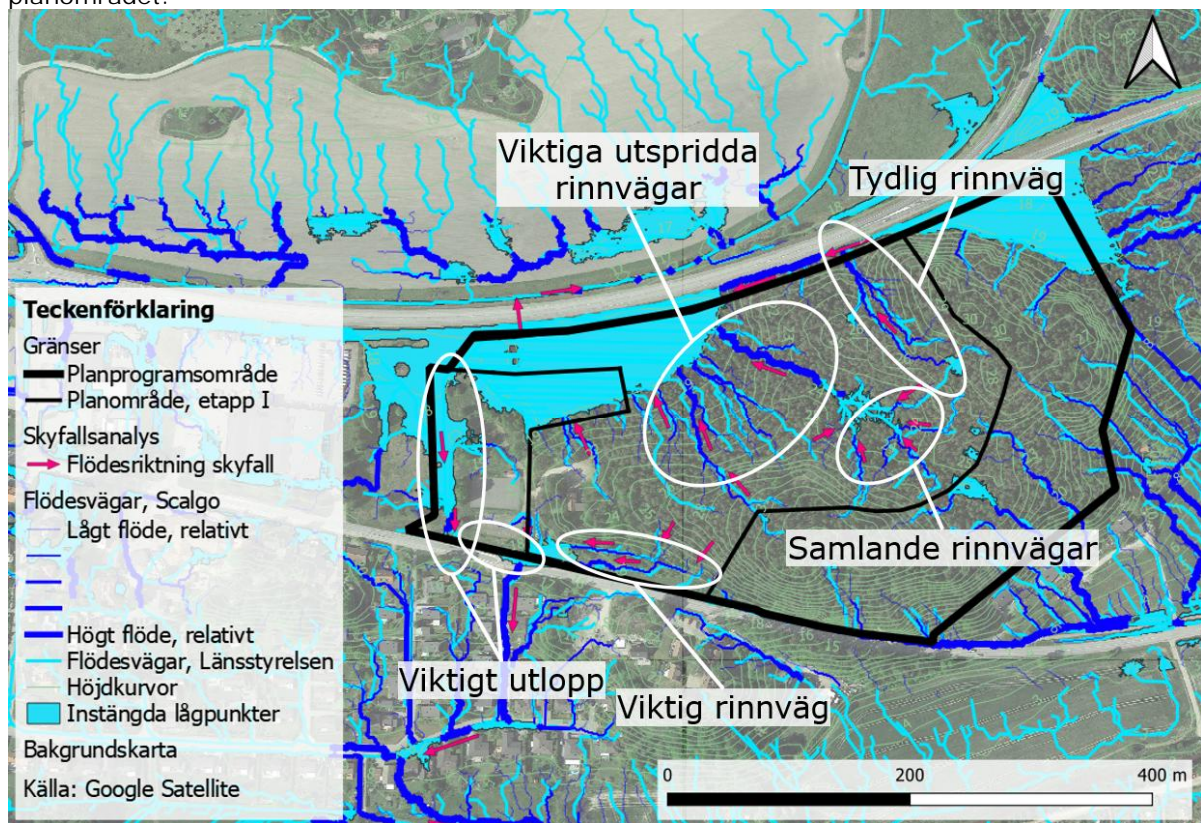 planområdet.
Viktiga utspridda
rinnvägar
Tydlig rinnväg
Teckenförklaring
Gränser
Planprogramsområde
Planområde, etapp I
Skyfallsanalys
Flödesriktning skyfall
Flödesvägar, Scalgo
Lågt flöde, relativt
Högt flöde, relativt
Flödesvägar, Länsstyrelsen
Höjdkurvor
Instängda lågpunkter
Bakgrundskarta
Källa: Google Satellite
Samlande rinnvägar
Viktigt utlopp
Viktig rinnväg
0 200 400 m